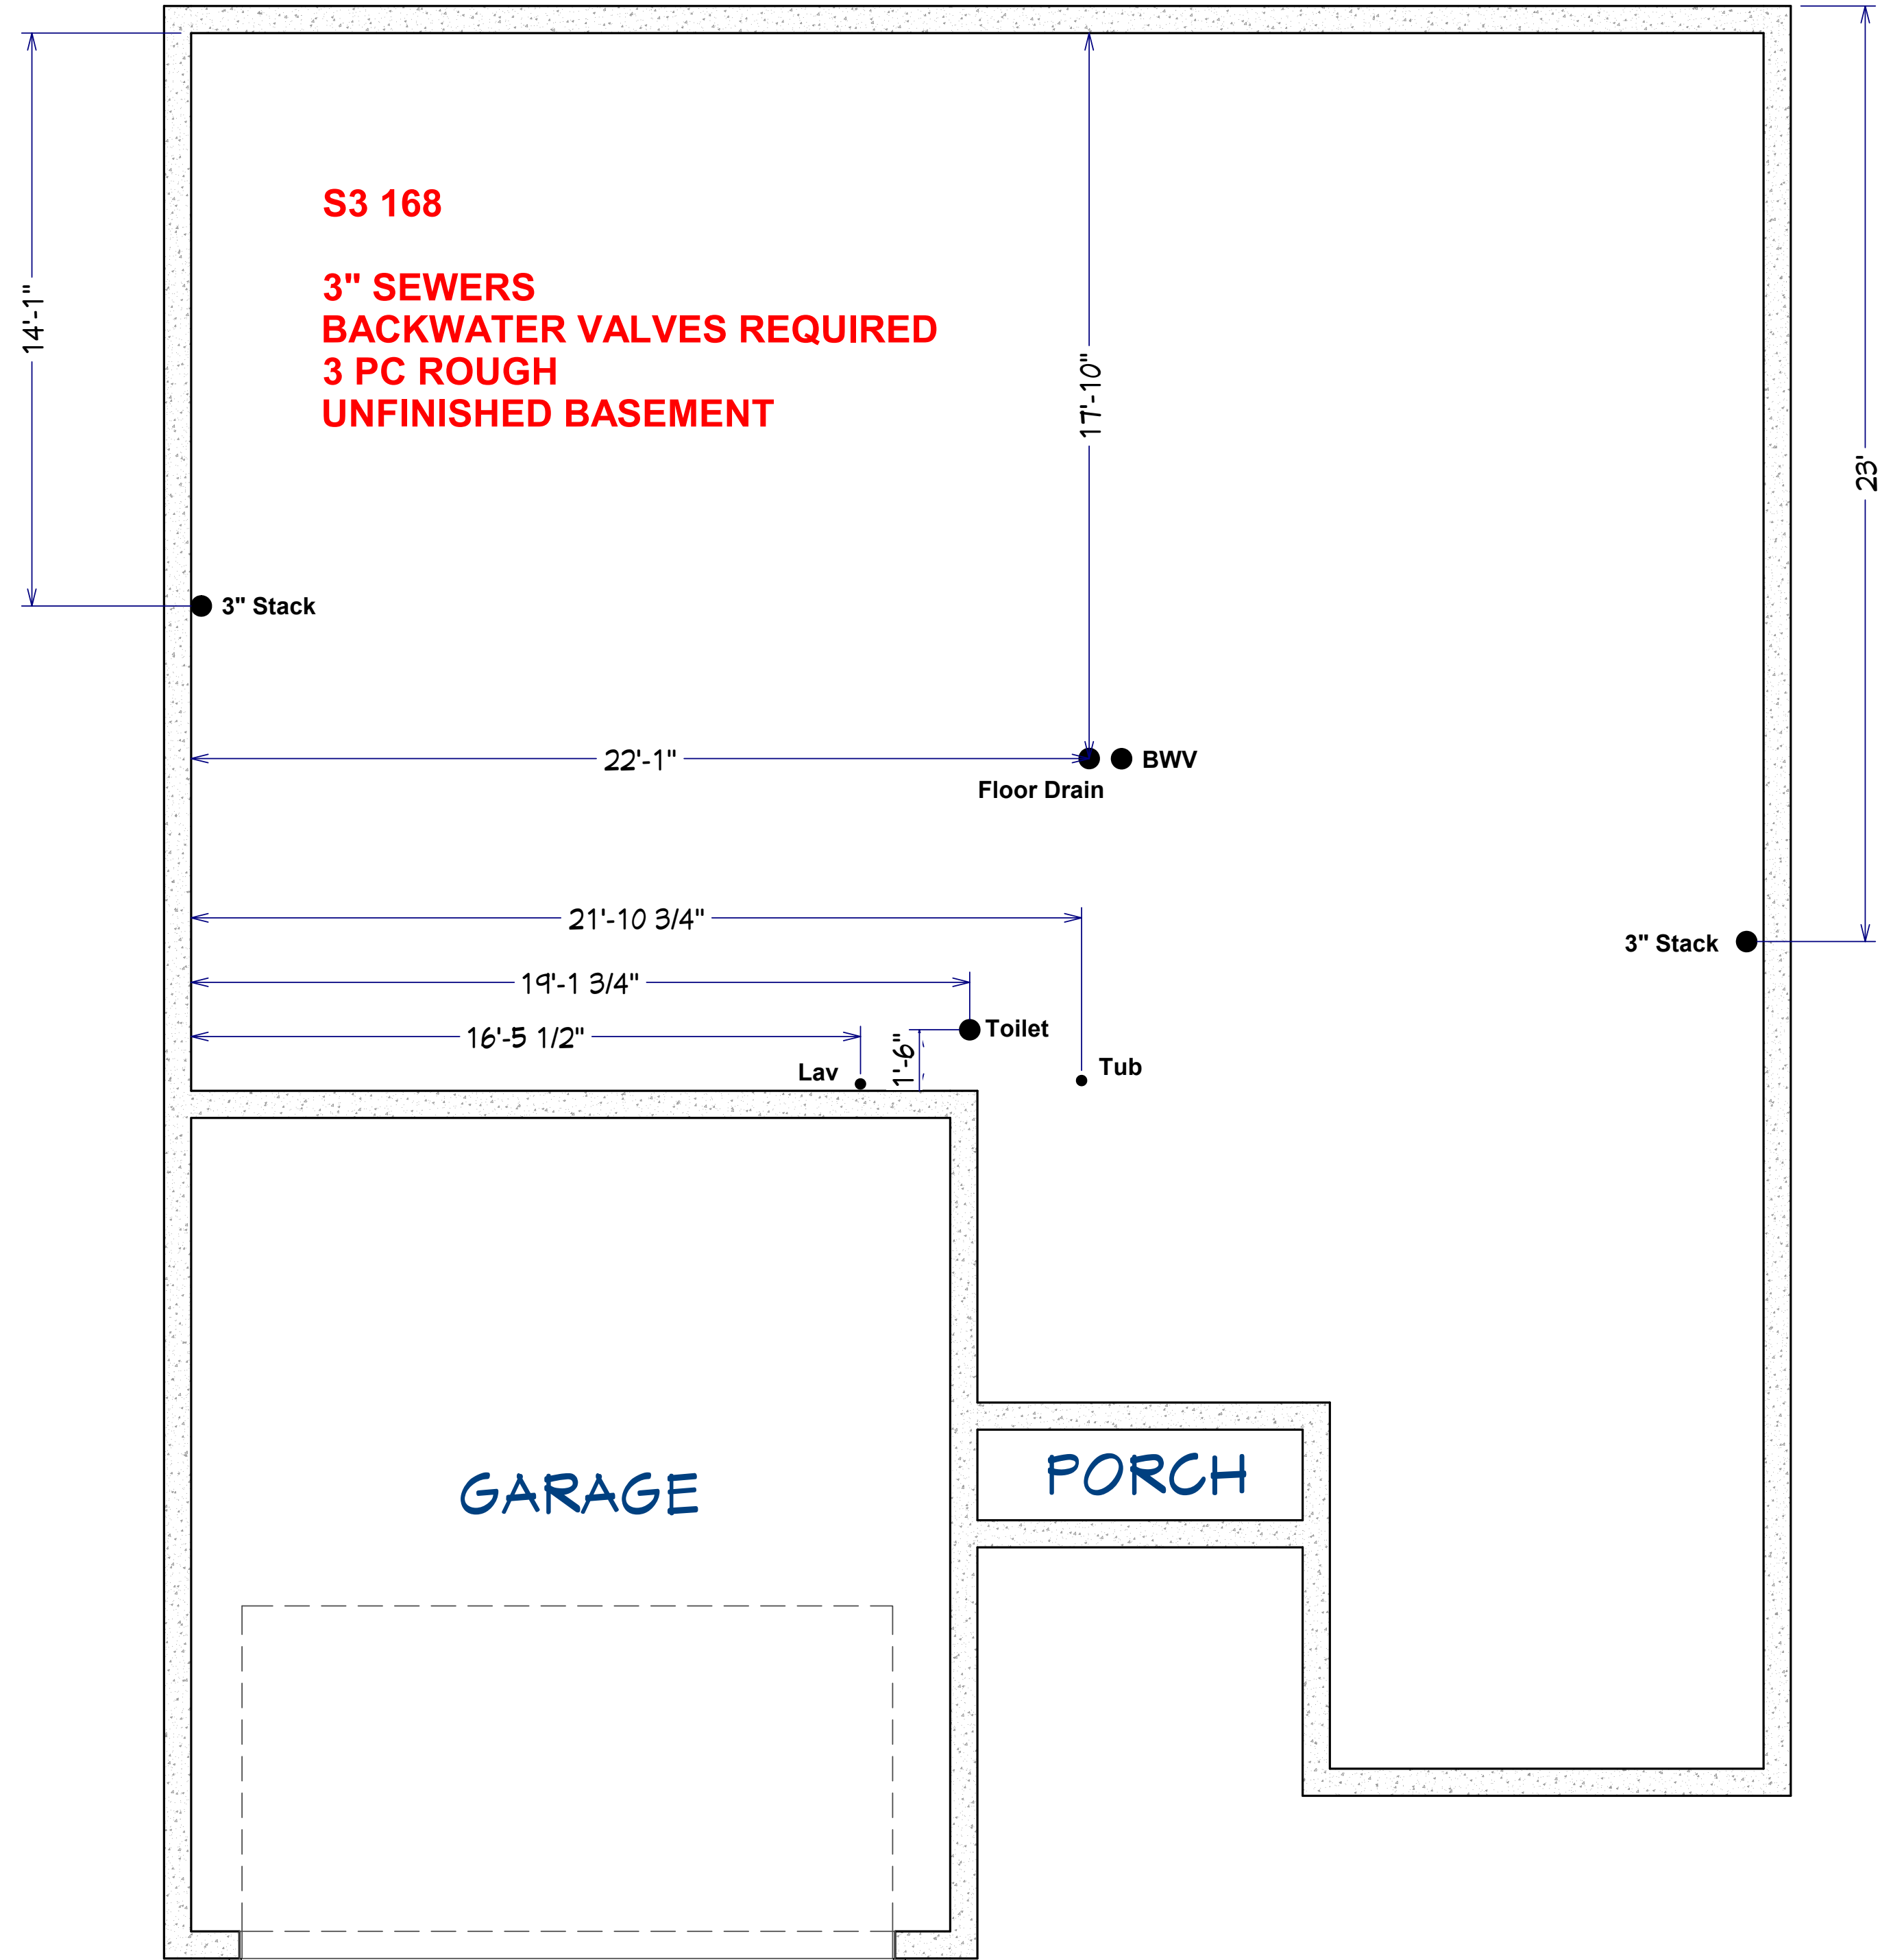 S3 168
3" SEWERS
BACKWATER VALVES REQUIRED
3 PC ROUGH
UNFINISHED BASEMENT
14'-1"
17'-10"
23'
3" Stack
22'-1"
BWV
Floor Drain
21'-10 3/4"
3" Stack
19'-1 3/4"
16'-5 1/2"
1'-6"
Toilet
Lav
Tub
GARAGE
PORCH